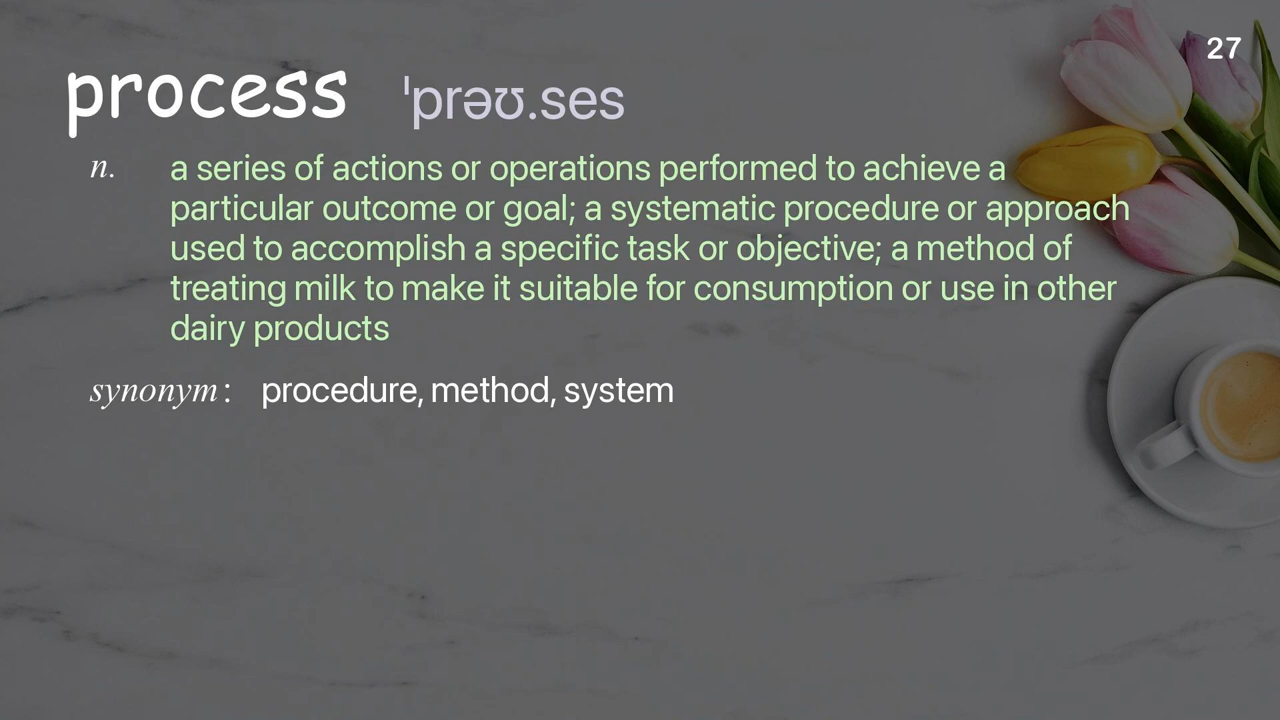 27
process ˈprəʊ.ses
n. a series of actions or operations performed to achieve a
particular outcome or goal; a systematic procedure or approach
used to accomplish a specific task or objective; a method of
treating milk to make it suitable for consumption or use in other
dairy products
synonym: procedure, method, system